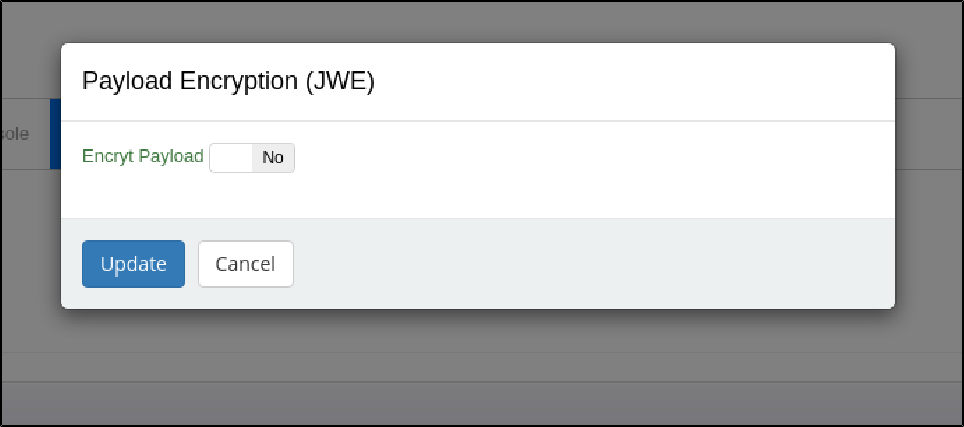 Payload Encryption (JWE)
sole
Encryt Payload No
Update Cancel